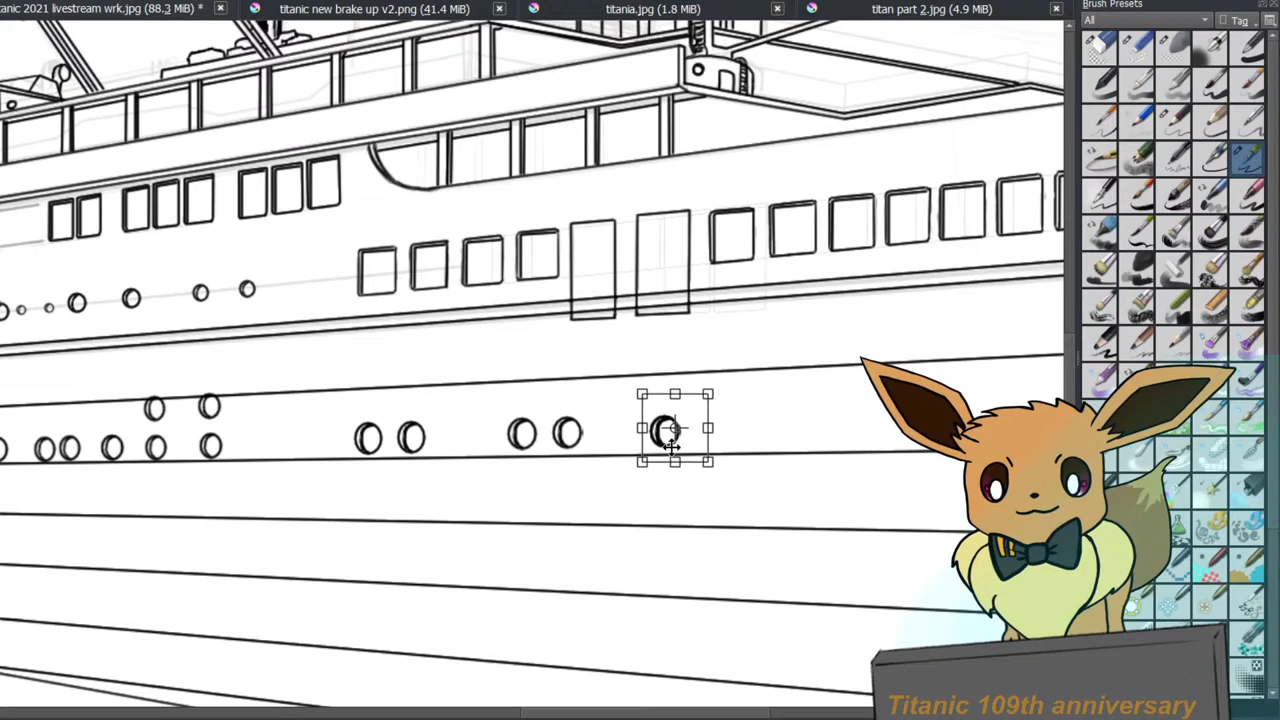 tanic 2021 livestream wrk.jpg (88.3 MiB) *
titanic new brake up v2.png (41.4 MiB)
titania.jpg (1.8 MiB)
titan part 2.jpg (4.9 MiB)
Brush Presets
All
Tag
Titanic 109th anniversary